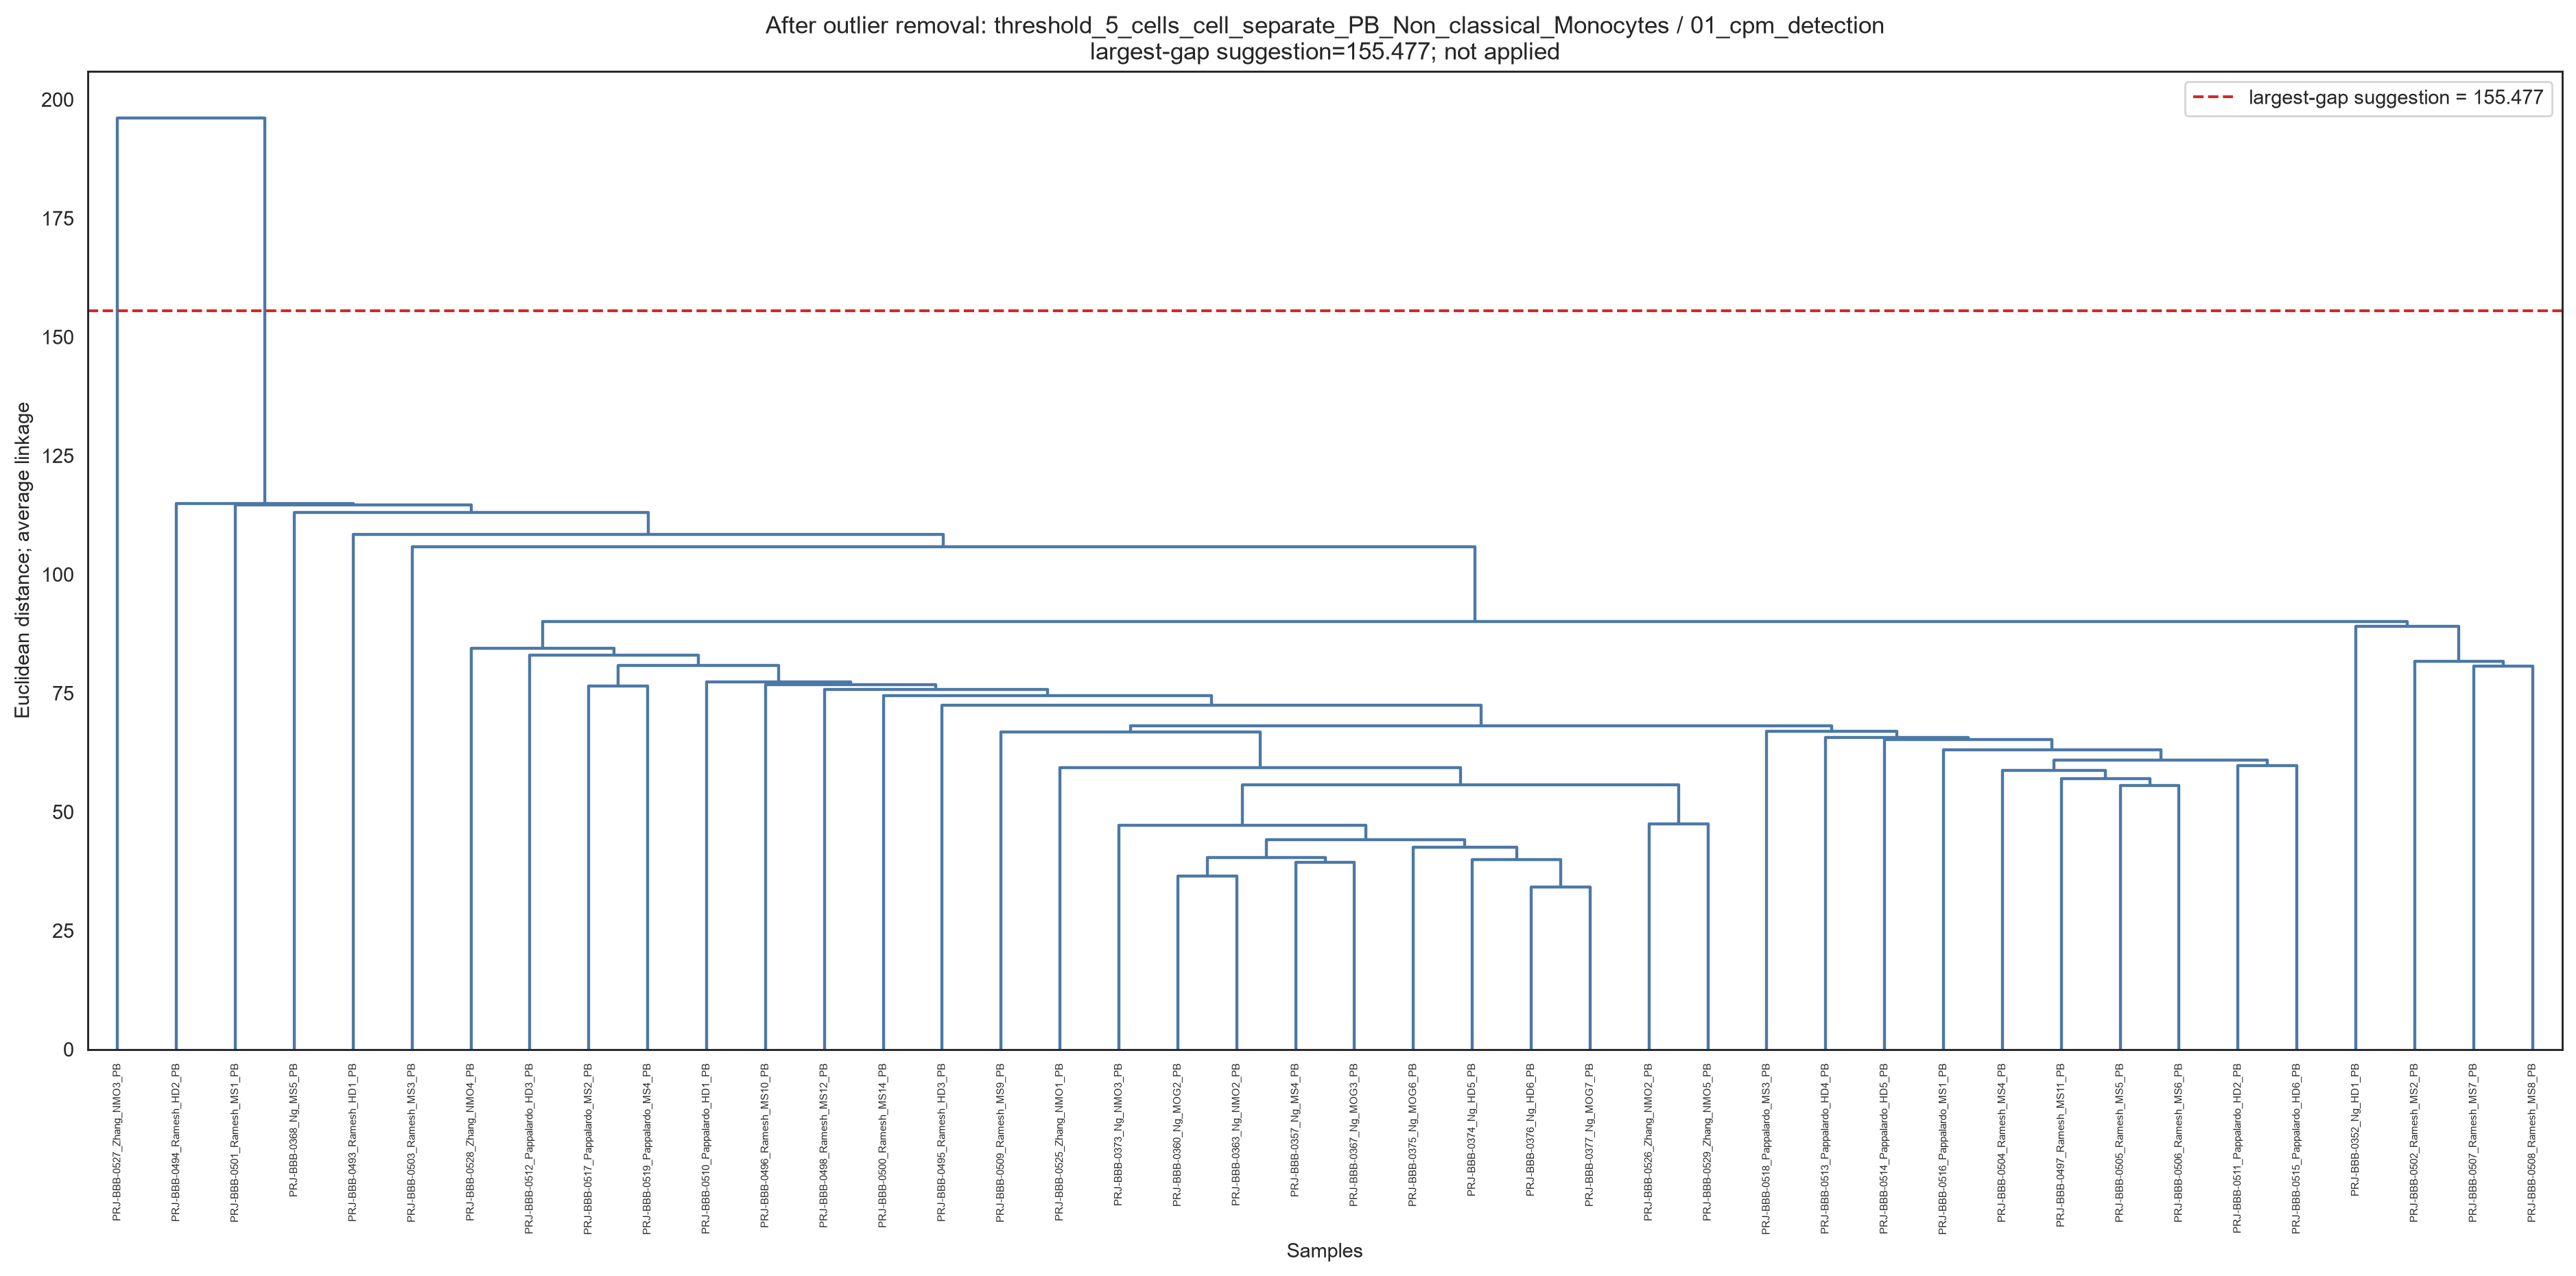 After outlier removal: threshold_5_cells_cell_separate_PB_Non_classical_Monocytes / 01_cpm_detection
largest-gap suggestion=155.477; not applied
largest-gap suggestion = 155.477
Euclidean distance; average linkage
200
175
150
125
100
75
50
25
0
PRJ-BBB-0527_Zhang_NMO3_PB
PRJ-BBB-0494_Ramesh_HD2_PB
PRJ-BBB-0501_Ramesh_MS1_PB
PRJ-BBB-0368_Ng_MS5_PB
PRJ-BBB-0493_Ramesh_HD1_PB
PRJ-BBB-0503_Ramesh_MS3_PB
PRJ-BBB-0528_Zhang_NMO4_PB
PRJ-BBB-0512_Pappalardo_HD3_PB
PRJ-BBB-0517_Pappalardo_MS2_PB
PRJ-BBB-0519_Pappalardo_MS4_PB
PRJ-BBB-0510_Pappalardo_HD1_PB
PRJ-BBB-0496_Ramesh_MS10_PB
PRJ-BBB-0498_Ramesh_MS12_PB
PRJ-BBB-0500_Ramesh_MS14_PB
PRJ-BBB-0495_Ramesh_HD3_PB
PRJ-BBB-0509_Ramesh_MS9_PB
PRJ-BBB-0525_Zhang_NMO1_PB
PRJ-BBB-0373_Ng_NMO3_PB
PRJ-BBB-0360_Ng_MOG2_PB
PRJ-BBB-0363_Ng_NMO2_PB
PRJ-BBB-0357_Ng_MS4_PB
PRJ-BBB-0367_Ng_MOG3_PB
PRJ-BBB-0375_Ng_MOG6_PB
PRJ-BBB-0374_Ng_HD5_PB
PRJ-BBB-0376_Ng_HD6_PB
PRJ-BBB-0377_Ng_MOG7_PB
PRJ-BBB-0526_Zhang_NMO2_PB
PRJ-BBB-0529_Zhang_NMO5_PB
PRJ-BBB-0518_Pappalardo_MS3_PB
PRJ-BBB-0513_Pappalardo_HD4_PB
PRJ-BBB-0514_Pappalardo_HD5_PB
PRJ-BBB-0516_Pappalardo_MS1_PB
PRJ-BBB-0504_Ramesh_MS4_PB
PRJ-BBB-0497_Ramesh_MS11_PB
PRJ-BBB-0505_Ramesh_MS5_PB
PRJ-BBB-0506_Ramesh_MS6_PB
PRJ-BBB-0511_Pappalardo_HD2_PB
PRJ-BBB-0515_Pappalardo_HD6_PB
PRJ-BBB-0352_Ng_HD1_PB
PRJ-BBB-0502_Ramesh_MS2_PB
PRJ-BBB-0507_Ramesh_MS7_PB
PRJ-BBB-0508_Ramesh_MS8_PB
Samples